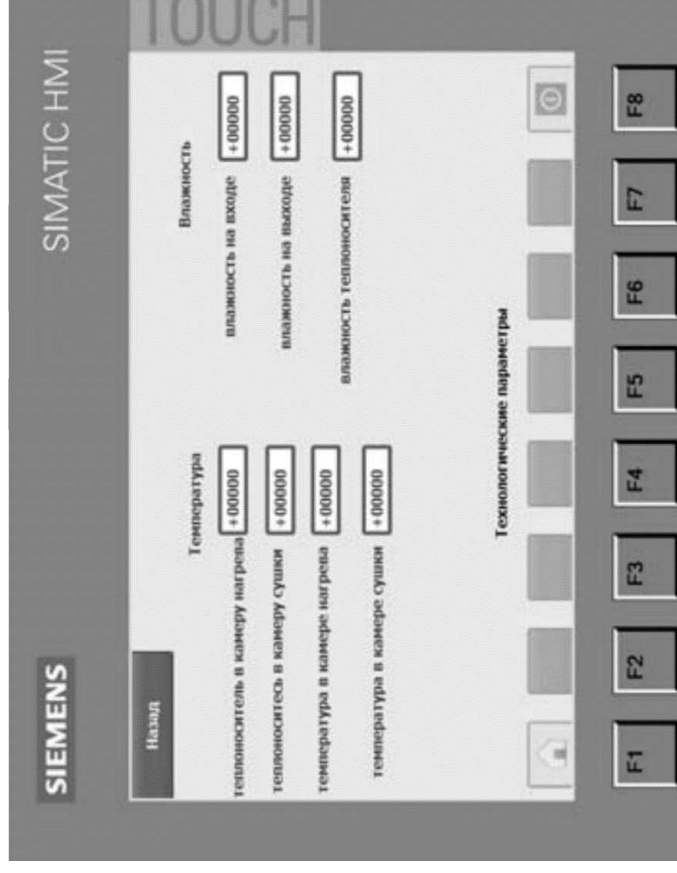 SIEMENS
SIMATIC HMI
TOUCH
Назад
Температура
Влажность
теплоноситель в камеру нагрева +00000
влажность на входе +00000
теплоноситесь в камеру сушки +00000
влажность на выходе +00000
температура в камере нагрева +00000
влажность теплоносителя +00000
температура в камере сушки +00000
Технологические параметры
F1 F2 F3 F4 F5 F6 F7 F8